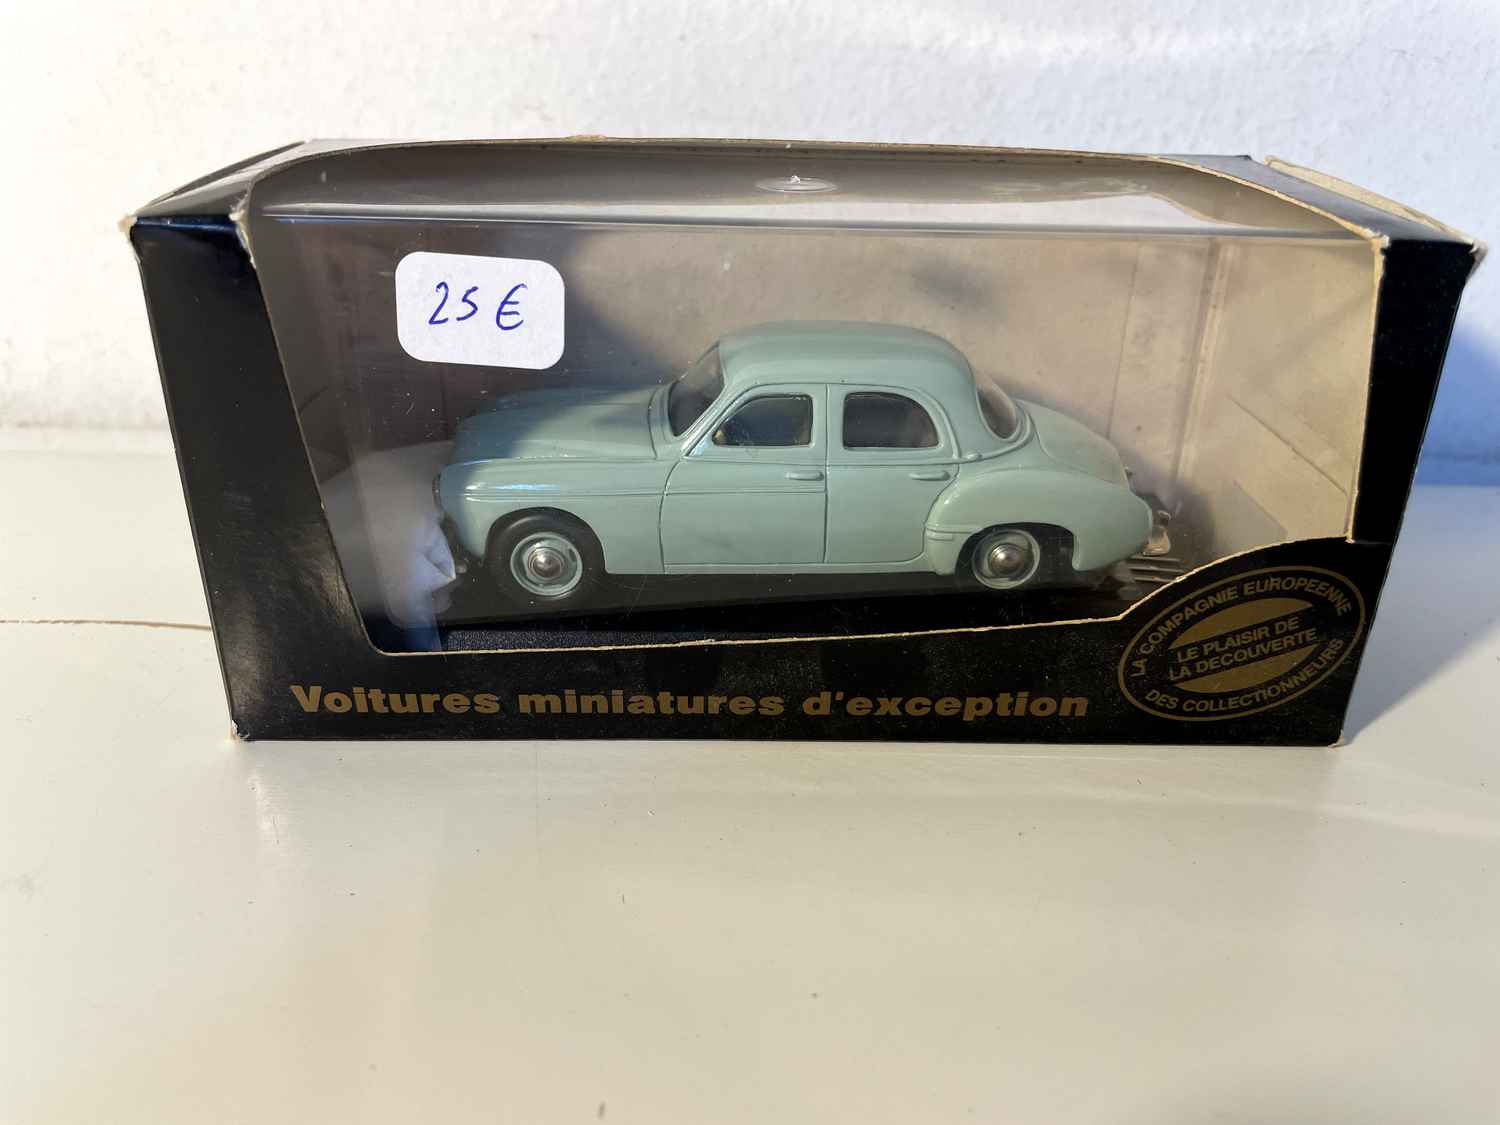 25 €
Voitures miniatures d'exception
LA COMPAGNIE EUROPEENNE
LE PLAISIR DE
LA DECOUVERTE
DES COLLECTIONNEURS